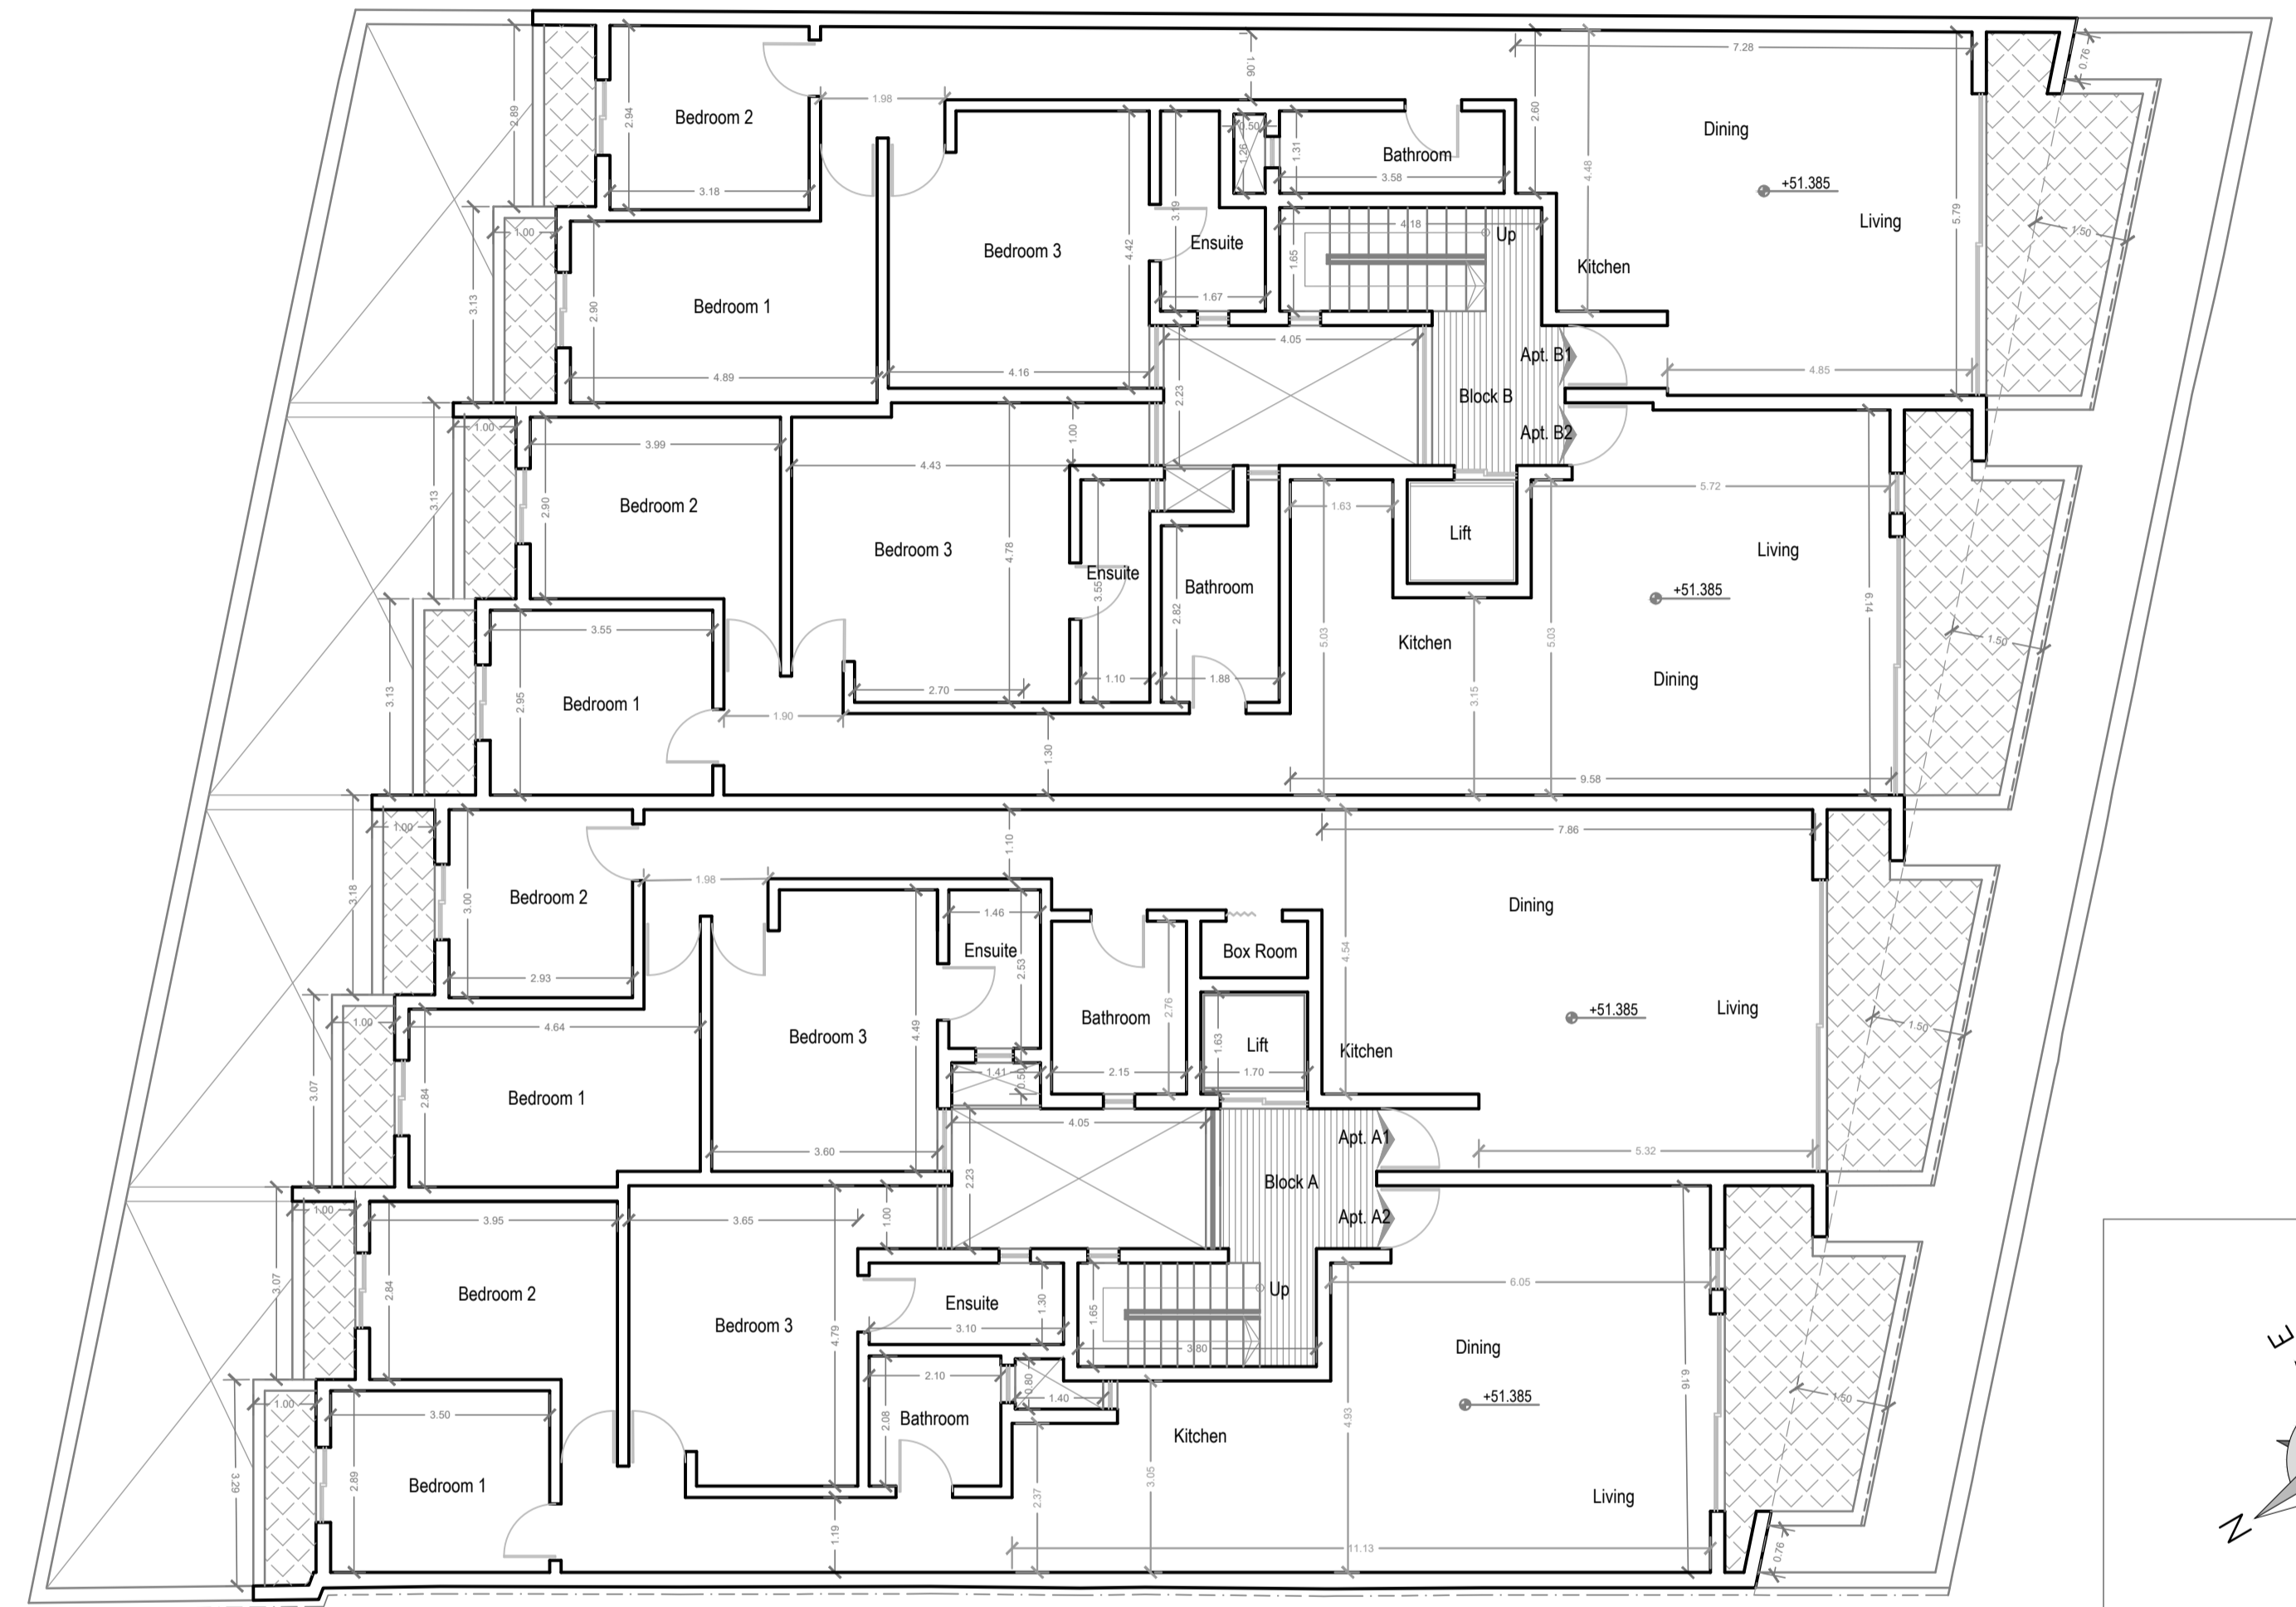 7.28
0.76
2.89
2.94
Bedroom 2
1.98
1.90
2.60
4.48
Dining
0.50
1.26
1.31
Bathroom
3.58
3.18
+51.385
5.79
Living
1.50
1.00
3.13
2.90
Bedroom 1
4.89
Bedroom 3
4.42
4.16
3.19
Ensuite
1.67
4.18
Up
1.65
Kitchen
4.05
2.23
Apt. B1
4.85
Block B
Apt. B2
1.00
3.99
4.43
1.00
3.13
2.90
Bedroom 2
Bedroom 3
4.78
Ensuite
3.55
Bathroom
2.82
1.63
5.72
Lift
Living
+51.385
6.14
1.50
Kitchen
5.03
5.03
Dining
3.15
3.55
3.13
2.95
Bedroom 1
2.70
1.10
1.88
1.90
1.30
9.58
1.00
1.10
7.86
3.18
3.00
Bedroom 2
1.98
2.93
1.46
Ensuite
2.53
Box Room
4.54
Dining
Living
+51.385
1.50
1.00
4.64
3.07
2.84
Bedroom 1
Bedroom 3
4.49
3.60
1.41
0.50
Bathroom
2.76
2.15
Lift
1.63
1.70
Kitchen
4.05
2.23
Apt. A1
5.32
Block A
Apt. A2
1.00
3.95
3.65
1.00
3.07
2.84
Bedroom 2
Bedroom 3
4.79
Ensuite
1.30
3.10
1.65
Up
3.80
6.05
Dining
+51.385
6.16
1.50
E
1.00
3.50
3.29
2.89
Bedroom 1
2.10
2.08
Bathroom
0.80
1.40
Kitchen
4.93
3.05
2.37
Living
1.19
11.13
0.76
N